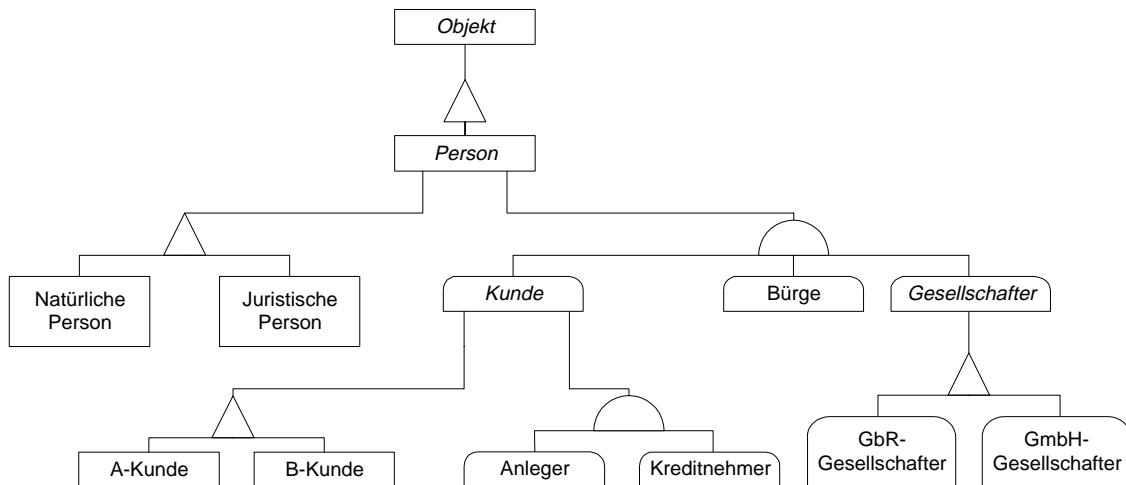 Objekt
Person
Natürliche
Person
Juristische
Person
Kunde
Bürge
Gesellschafter
A-Kunde
B-Kunde
Anleger
Kreditnehmer
GbR-
Gesellschafter
GmbH-
Gesellschafter